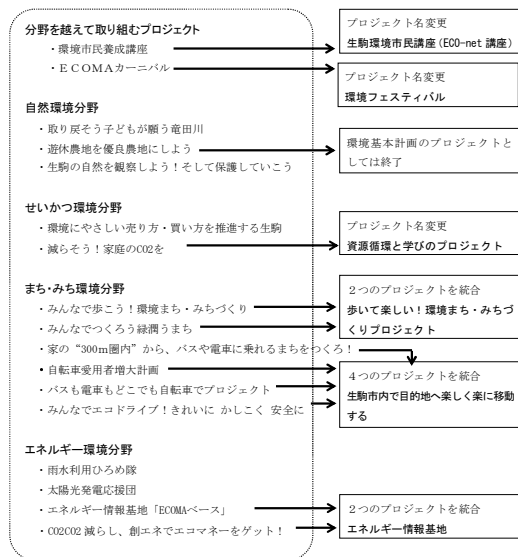 分野を越えて取り組むプロジェクト
・環境市民養成講座
・ＥＣＯＭＡカーニバル
プロジェクト名変更
生駒環境市民講座(ECO-net 講座)
プロジェクト名変更
環境フェスティバル
自然環境分野
・取り戻そう子どもが願う竜田川
・遊休農地を優良農地にしよう
・生駒の自然を観察しよう！そして保護していこう
環境基本計画のプロジェクトと
しては終了
せいかつ環境分野
・環境にやさしい売り方・買い方を推進する生駒
・減らそう！家庭のCO2を
プロジェクト名変更
資源循環と学びのプロジェクト
まち・みち環境分野
・みんなで歩こう！環境まち・みちづくり
・みんなでつくろう緑潤うまち
・家の“300ｍ圏内”から、バスや電車に乗れるまちをつくろ！
・自転車愛用者増大計画
・バスも電車もどこでも自転車でプロジェクト
・みんなでエコドライブ！きれいに かしこく 安全に
２つのプロジェクトを統合
歩いて楽しい！環境まち・みちづ
くりプロジェクト
４つのプロジェクトを統合
生駒市内で目的地へ楽しく楽に移動
する
エネルギー環境分野
・雨水利用ひろめ隊
・太陽光発電応援団
・エネルギー情報基地「ECOMAベース」
・CO2CO2 減らし、創エネでエコマネーをゲット！
２つのプロジェクトを統合
エネルギー情報基地